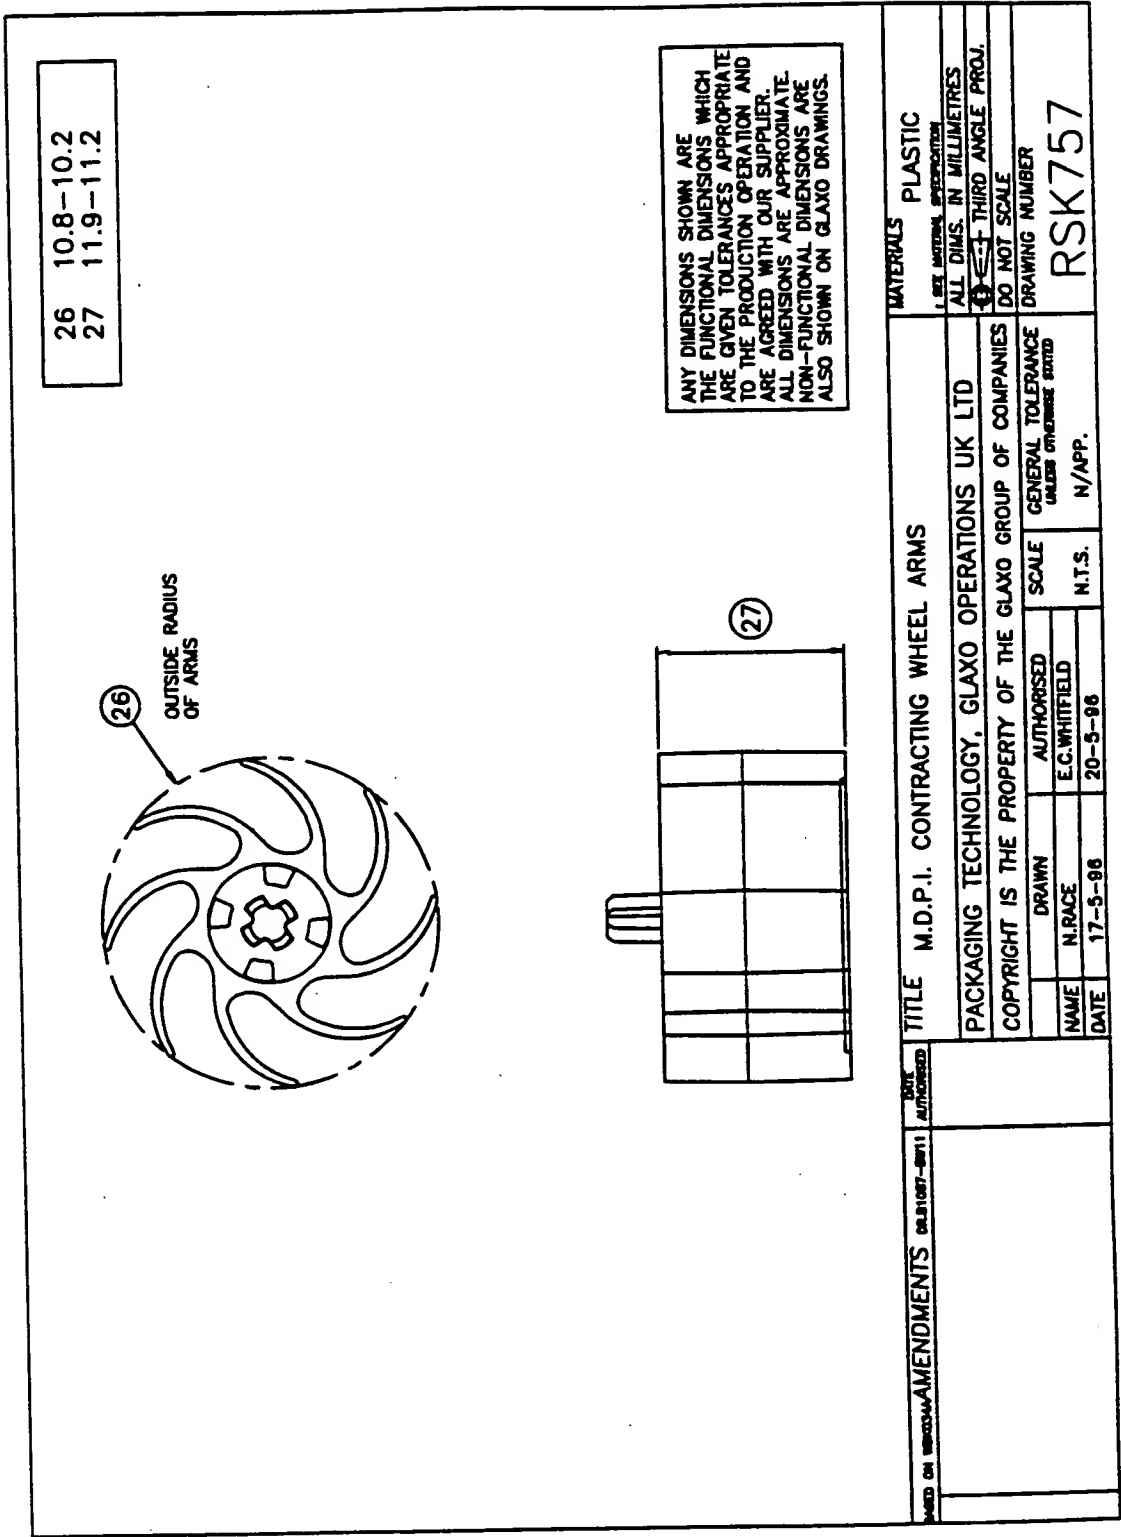 26 10.8-10.2
27 11.9-11.2
26
OUTSIDE RADIUS
OF ARMS
27
ANY DIMENSIONS SHOWN ARE
THE FUNCTIONAL DIMENSIONS WHICH
ARE GIVEN TOLERANCES APPROPRIATE
TO THE PRODUCTION OPERATION AND
ARE AGREED WITH OUR SUPPLIER.
ALL DIMENSIONS ARE APPROXIMATE.
NON-FUNCTIONAL DIMENSIONS ARE
ALSO SHOWN ON GLAXO DRAWINGS.
BASED ON
AMENDMENTS
DATE
AUTHORISED
TITLE M.D.P.I. CONTRACTING WHEEL ARMS
PACKAGING TECHNOLOGY, GLAXO OPERATIONS UK LTD
COPYRIGHT IS THE PROPERTY OF THE GLAXO GROUP OF COMPANIES
DRAWN AUTHORISED SCALE GENERAL TOLERANCE
UNLESS OTHERWISE STATED
NAME N.RACE E.C.WHITFIELD
DATE 17-5-96 20-5-96 N.T.S. N/APP.
MATERIALS PLASTIC
SEE MATERIAL SPECIFICATION
ALL DIMS. IN MILLIMETRES
THIRD ANGLE PROJ.
DO NOT SCALE
DRAWING NUMBER
RSK757